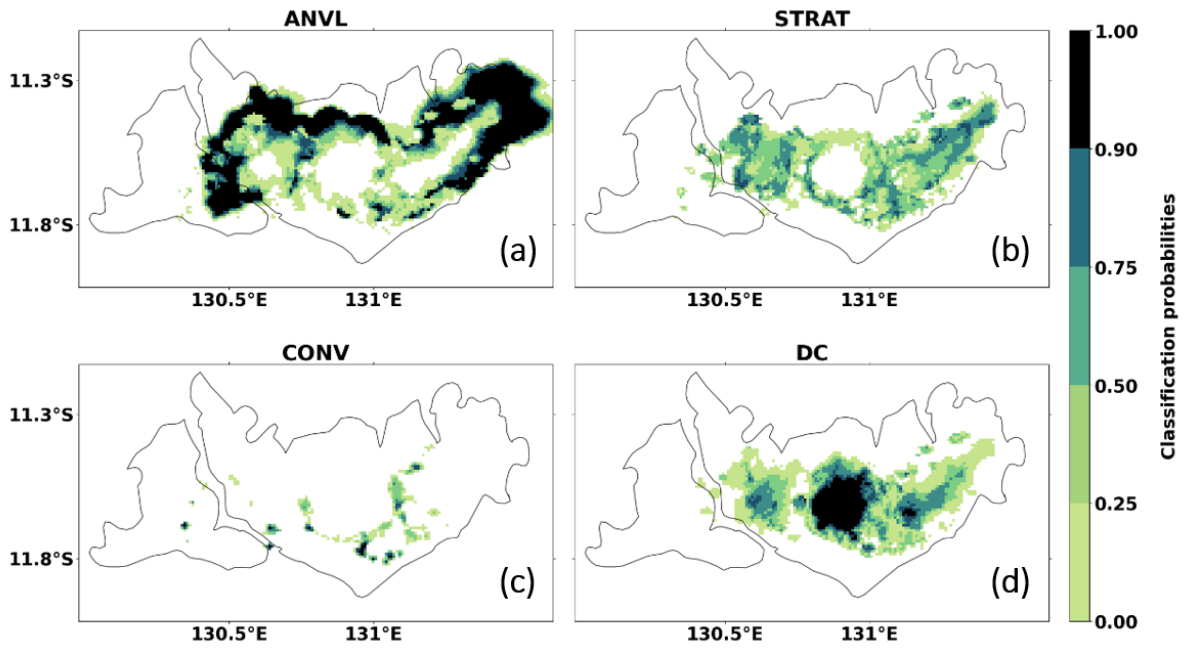 ANVL
STRAT
11.3°S
11.8°S
(a)
(b)
130.5°E
131°E
130.5°E
131°E
CONV
DC
11.3°S
11.8°S
(c)
(d)
130.5°E
131°E
130.5°E
131°E
1.00
0.90
0.75
0.50
0.25
0.00
Classification probabilities